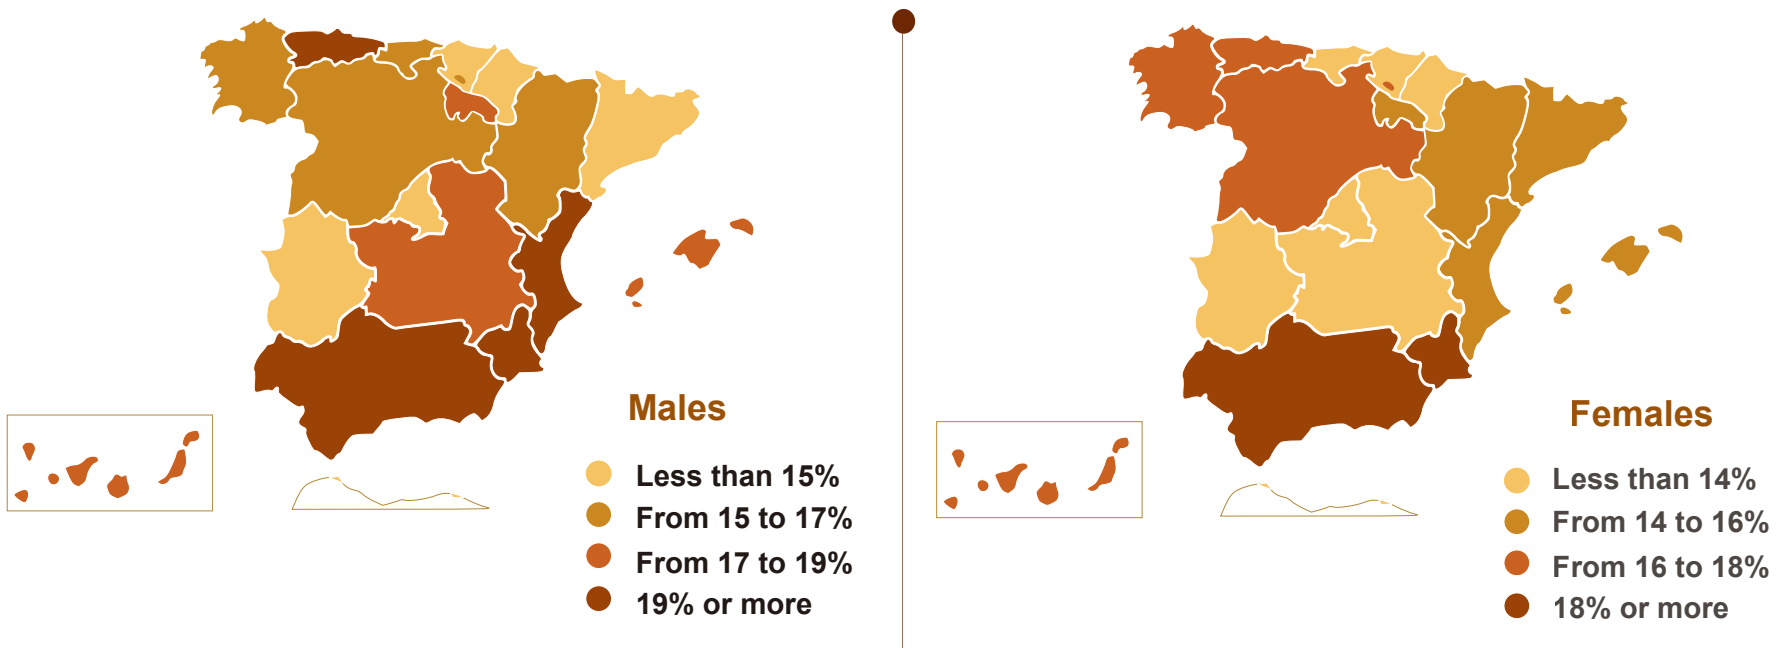 Males
Less than 15%
From 15 to 17%
From 17 to 19%
19% or more
Females
Less than 14%
From 14 to 16%
From 16 to 18%
18% or more